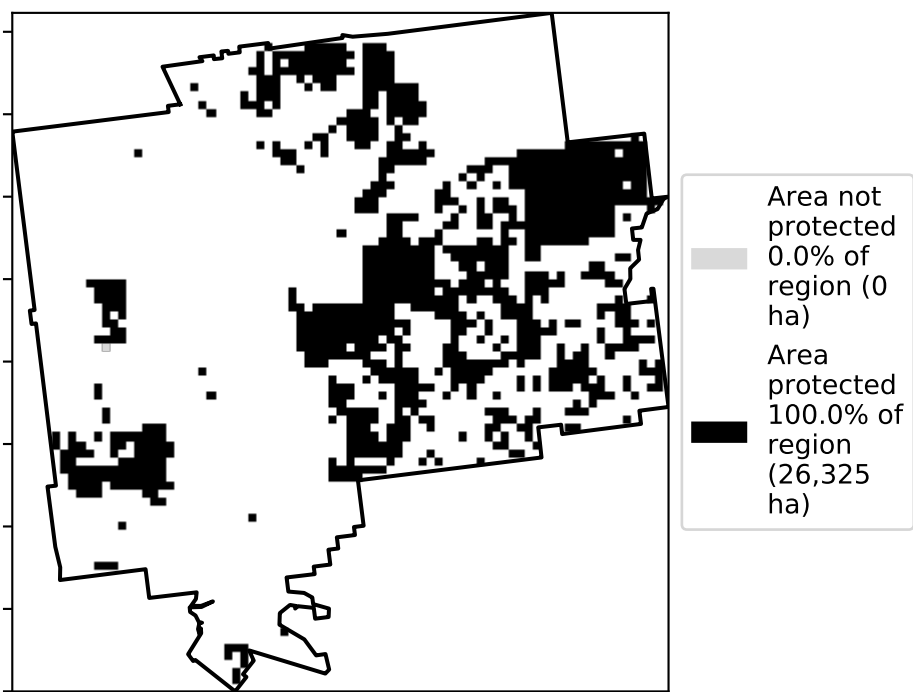 Area not
protected
0.0% of
region (0
ha)
Area
protected
100.0% of
region
(26,325
ha)